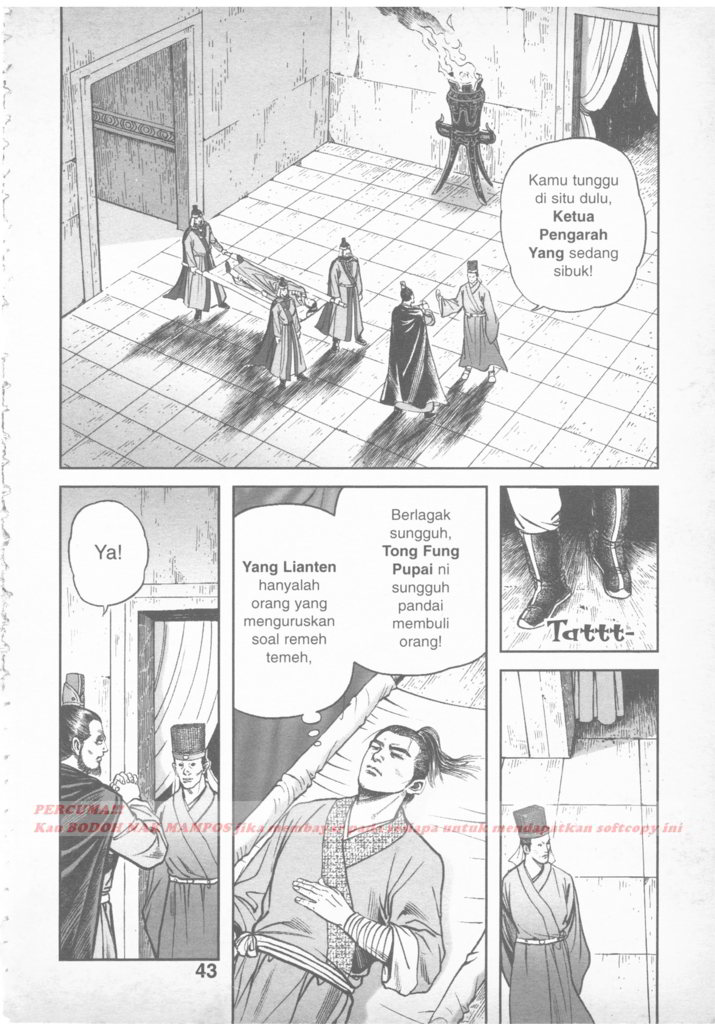 Kamu tunggu
di situ dulu,
Ketua
Pengarah
Yang sedang
sibuk!
Ya!
Berlagak
sungguh,
Tong Fung
Pupai ni
sungguh
pandai
membuli
orang!
Yang Lianten
hanyalah
orang yang
menguruskan
soal remeh
temeh,
Tattt-
PERCUMA!!!
Kau BODOH NAK MAMPOS jika membayar pada sesiapa untuk mendapatkan softcopy ini
43